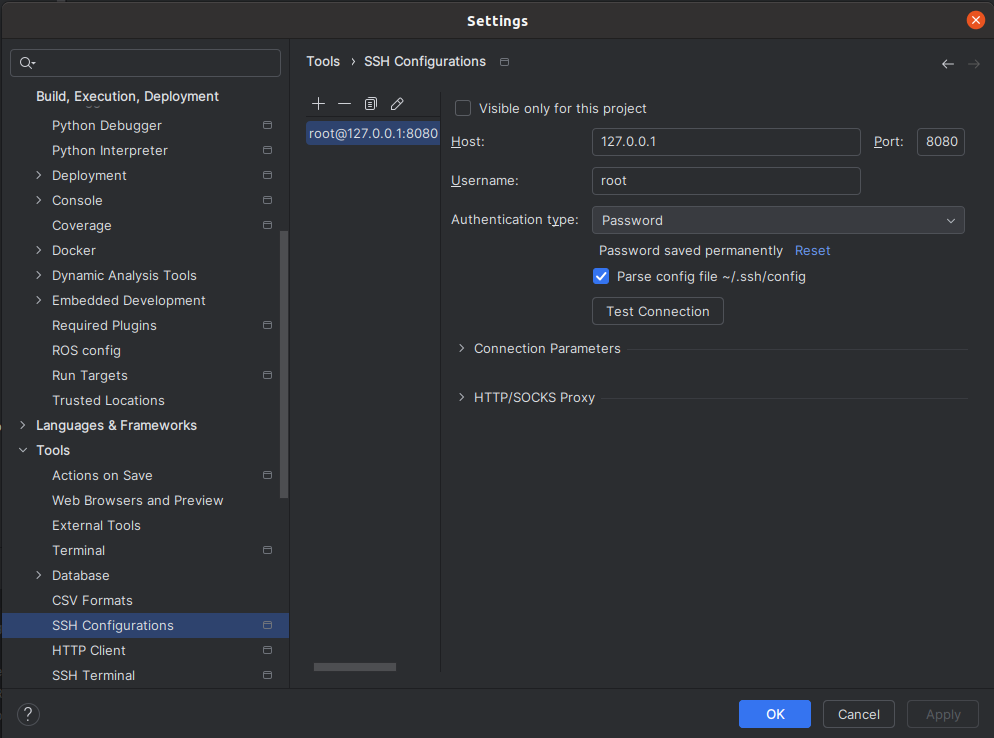 Settings
Build, Execution, Deployment
Python Debugger
Python Interpreter
Deployment
Console
Coverage
Docker
Dynamic Analysis Tools
Embedded Development
Required Plugins
ROS config
Run Targets
Trusted Locations
Languages & Frameworks
Tools
Actions on Save
Web Browsers and Preview
External Tools
Terminal
Database
CSV Formats
SSH Configurations
HTTP Client
SSH Terminal
Tools › SSH Configurations
root@127.0.0.1:8080
Visible only for this project
Host: 127.0.0.1 Port: 8080
Username: root
Authentication type: Password
Password saved permanently Reset
Parse config file ~/.ssh/config
Test Connection
Connection Parameters
HTTP/SOCKS Proxy
? OK Cancel Apply